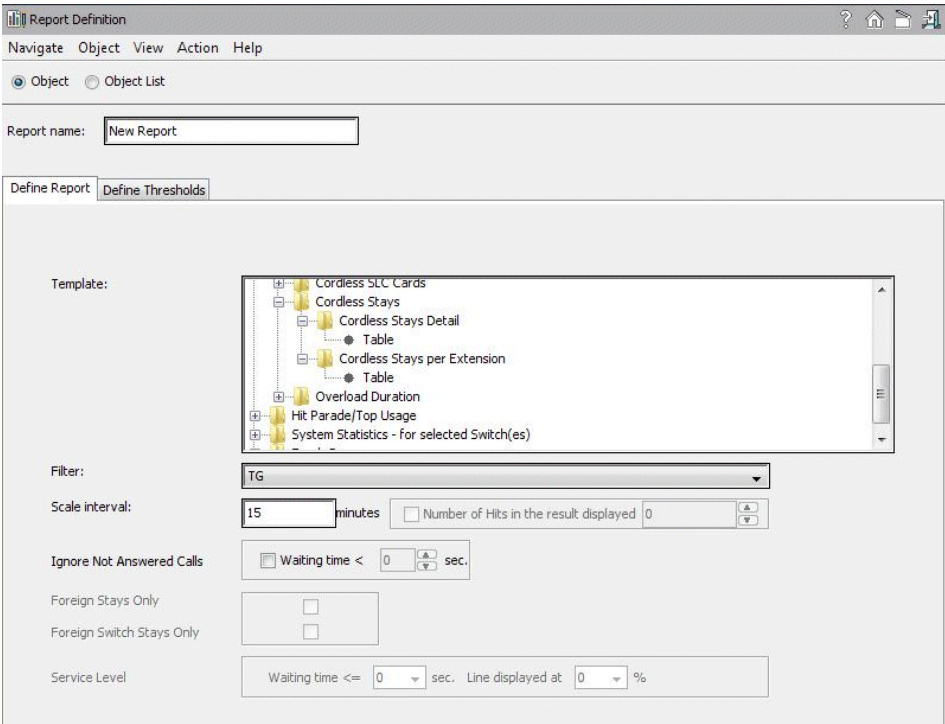 Report Definition
Navigate Object View Action Help
Object Object List
Report name: New Report
Define Report Define Thresholds
Template:
Cordless SLC Cards
Cordless Stays
Cordless Stays Detail
Table
Cordless Stays per Extension
Table
Overload Duration
Hit Parade/Top Usage
System Statistics - for selected Switch(es)
Filter: TG
Scale interval: 15 minutes Number of Hits in the result displayed 0
Ignore Not Answered Calls Waiting time < 0 sec.
Foreign Stays Only
Foreign Switch Stays Only
Service Level Waiting time <= 0 sec. Line displayed at 0 %